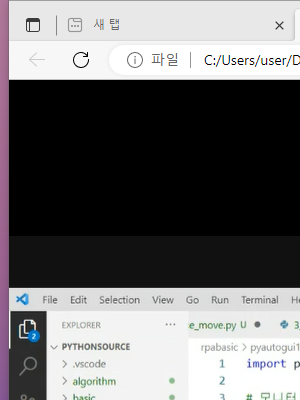 새 탭
파일 C:/Users/user/D
File Edit Selection View Go Run Terminal He
EXPLORER e_move.py U 3
PYTHONSOURCE rpabasic > pyautogui1
.vscode 1 import p
algorithm 2
basic 3 # 모니터
2